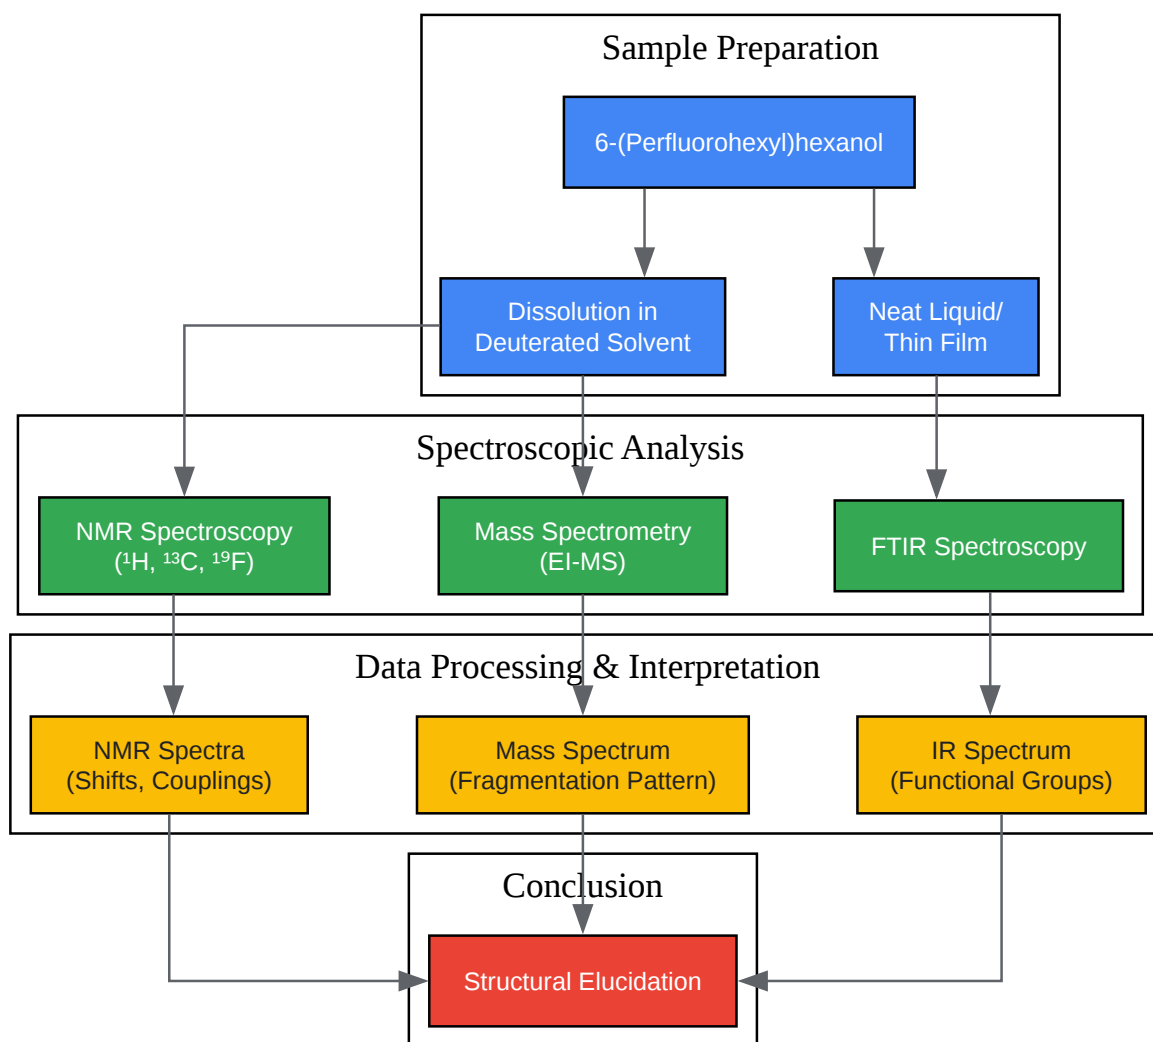 Sample Preparation
6-(Perfluorohexyl)hexanol
Dissolution in
Deuterated Solvent
Neat Liquid/
Thin Film
Spectroscopic Analysis
NMR Spectroscopy
(¹H, ¹³C, ¹⁹F)
Mass Spectrometry
(EI-MS)
FTIR Spectroscopy
Data Processing & Interpretation
NMR Spectra
(Shifts, Couplings)
Mass Spectrum
(Fragmentation Pattern)
IR Spectrum
(Functional Groups)
Conclusion
Structural Elucidation